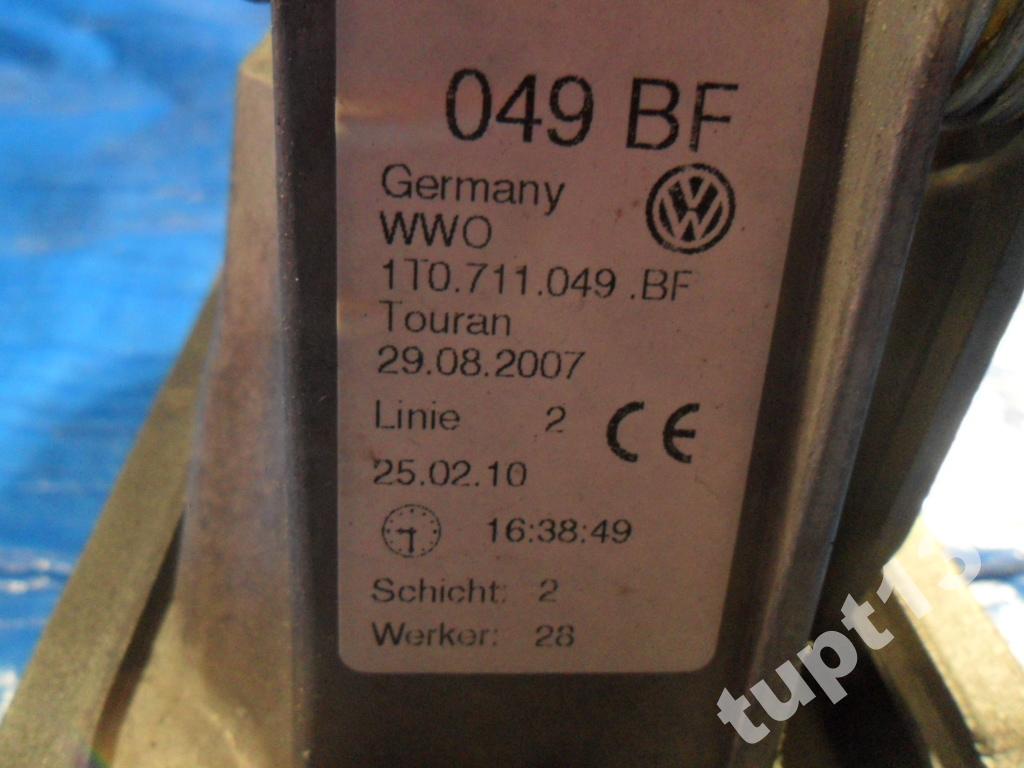 049 BF
Germany
WWO
1T0.711.049 .BF
Touran
29.08.2007
Linie 2 CE
25.02.10
16:38:49
Schicht: 2
Werker: 28
tupt13